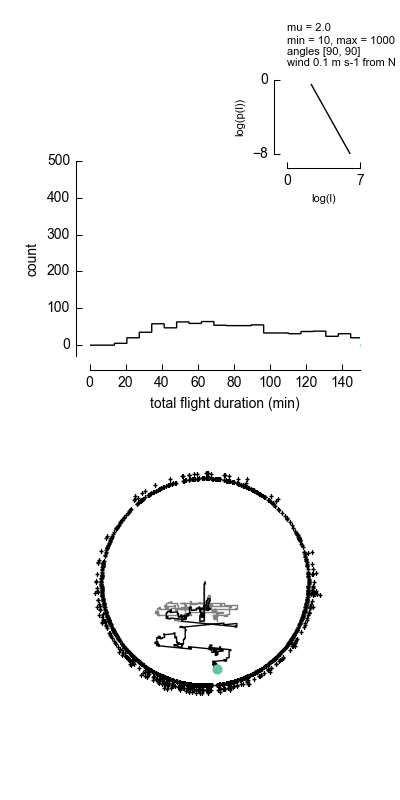 mu = 2.0
min = 10, max = 1000
angles [90, 90]
wind 0.1 m s-1 from N
0
−8
log(p(l))
0 7
log(l)
500
400
300
200
100
0
count
0 20 40 60 80 100 120 140
total flight duration (min)